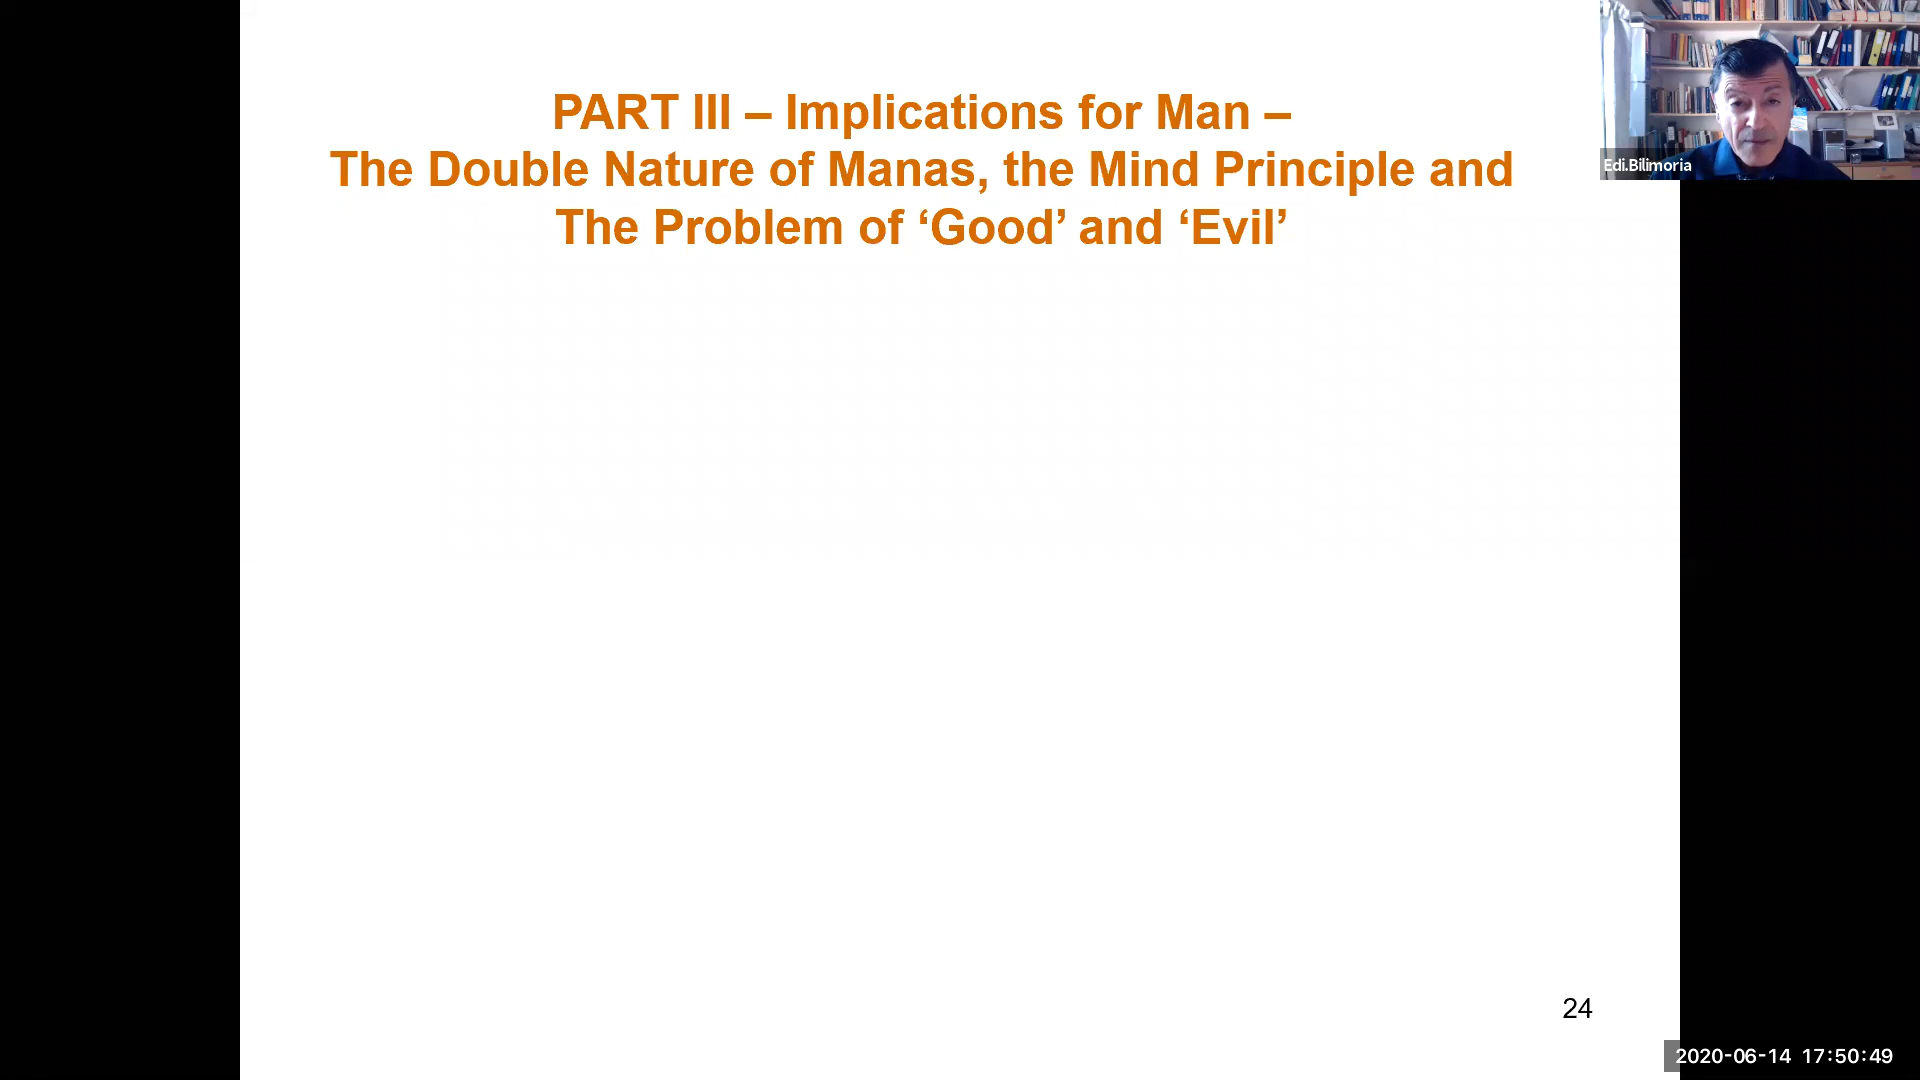 PART III – Implications for Man –
The Double Nature of Manas, the Mind Principle and
The Problem of ‘Good’ and ‘Evil’
Edi.Bilimoria
24
2020-06-14 17:50:49